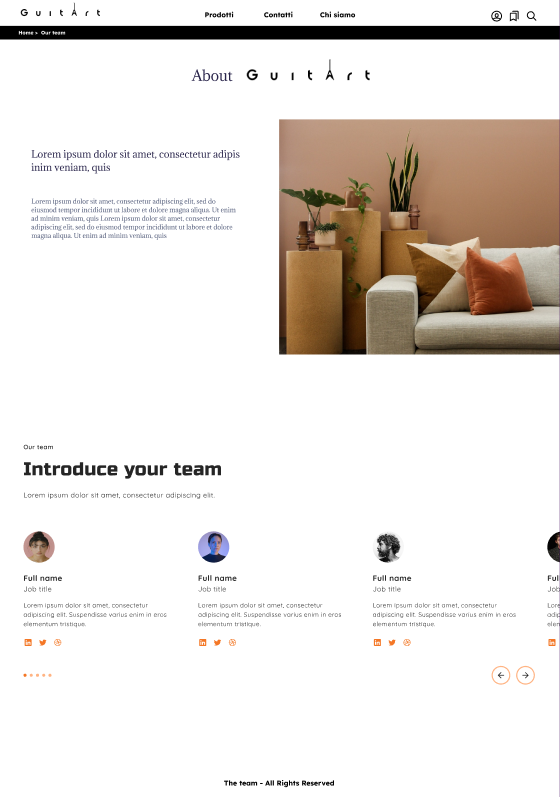 GuitArt
Prodotti Contatti Chi siamo
Home > Our team
About GuitArt
Lorem ipsum dolor sit amet, consectetur adipis
inim veniam, quis
Lorem ipsum dolor sit amet, consectetur adipiscing elit, sed do
eiusmod tempor incididunt ut labore et dolore magna aliqua. Ut enim
ad minim veniam, quis Lorem ipsum dolor sit amet, consectetur
adipiscing elit, sed do eiusmod tempor incididunt ut labore et dolore
magna aliqua. Ut enim ad minim veniam, quis
Our team
Introduce your team
Lorem ipsum dolor sit amet, consectetur adipiscing elit.
Full name
Job title
Lorem ipsum dolor sit amet, consectetur
adipiscing elit. Suspendisse varius enim in eros
elementum tristique.
Full name
Job title
Lorem ipsum dolor sit amet, consectetur
adipiscing elit. Suspendisse varius enim in eros
elementum tristique.
Full name
Job title
Lorem ipsum dolor sit amet, consectetur
adipiscing elit. Suspendisse varius enim in eros
elementum tristique.
Full
Job
Lore
adip
elem
The team - All Rights Reserved